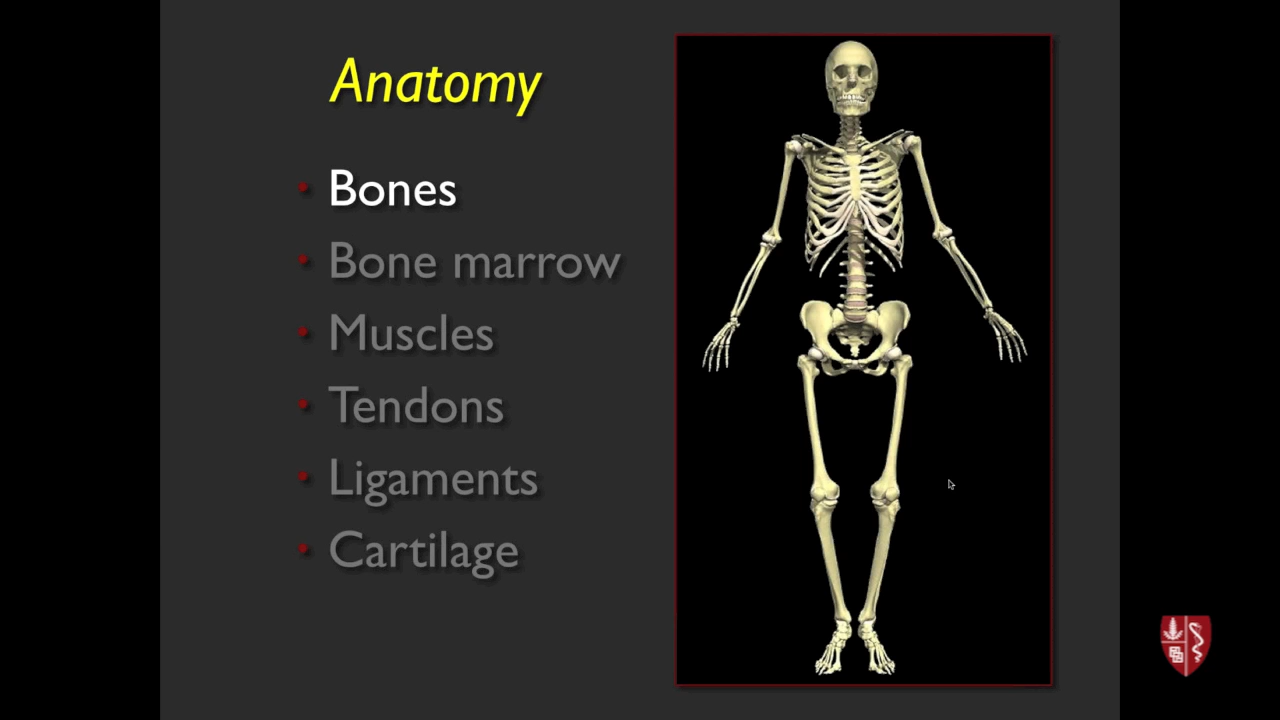 Anatomy
• Bones
• Bone marrow
• Muscles
• Tendons
• Ligaments
• Cartilage